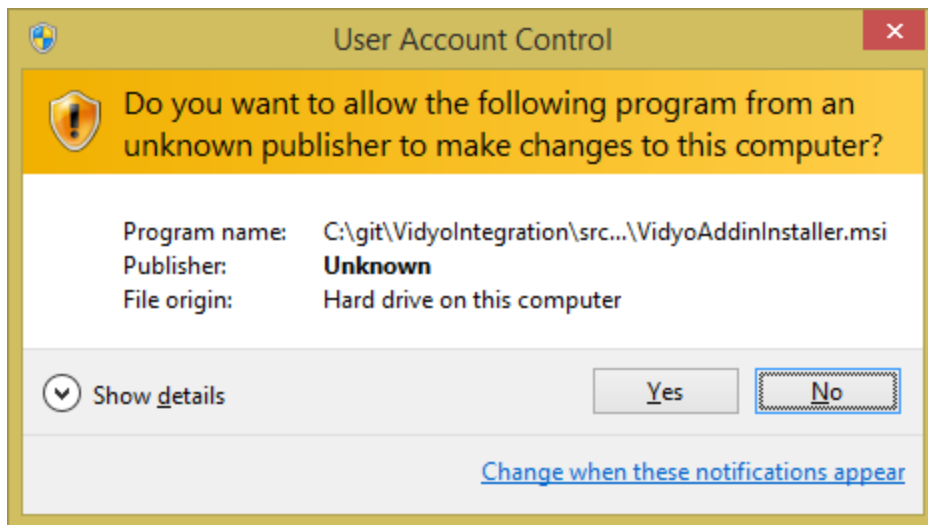 User Account Control
Do you want to allow the following program from an
unknown publisher to make changes to this computer?
Program name: C:\git\VidyoIntegration\src...\VidyoAddinInstaller.msi
Publisher: Unknown
File origin: Hard drive on this computer
Show details Yes No
Change when these notifications appear